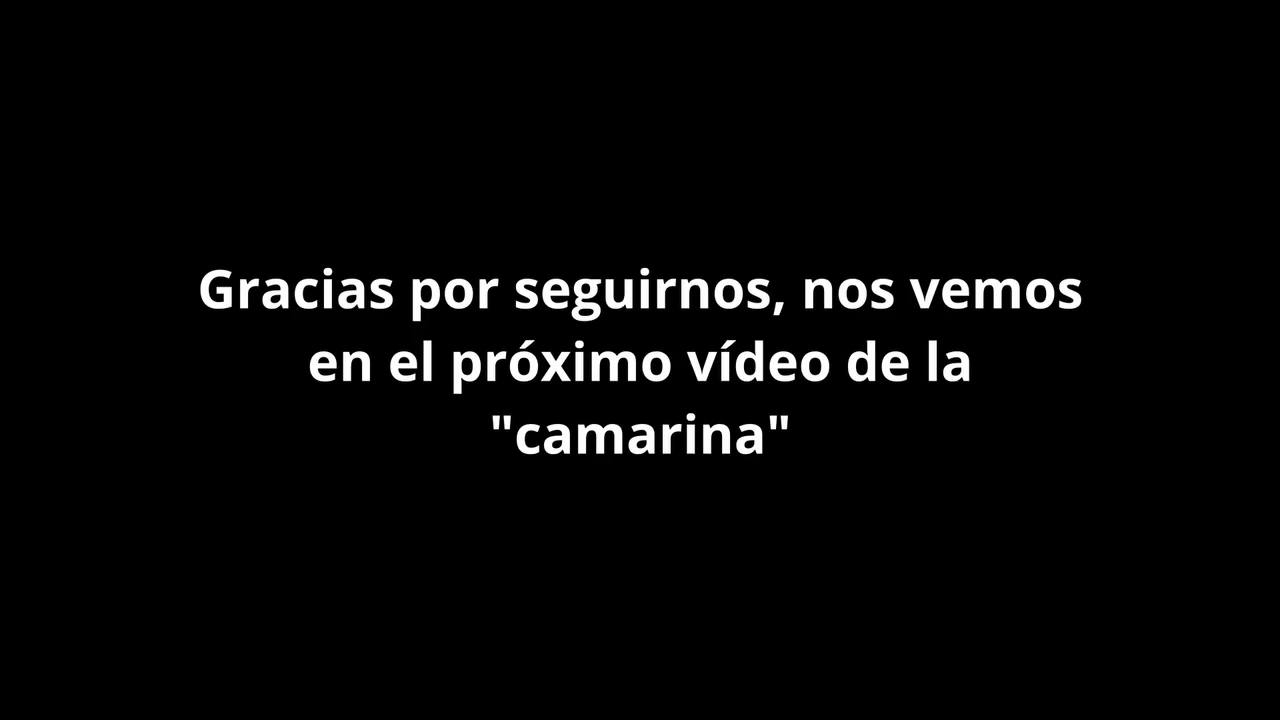 Gracias por seguirnos, nos vemos
en el próximo vídeo de la
"camarina"